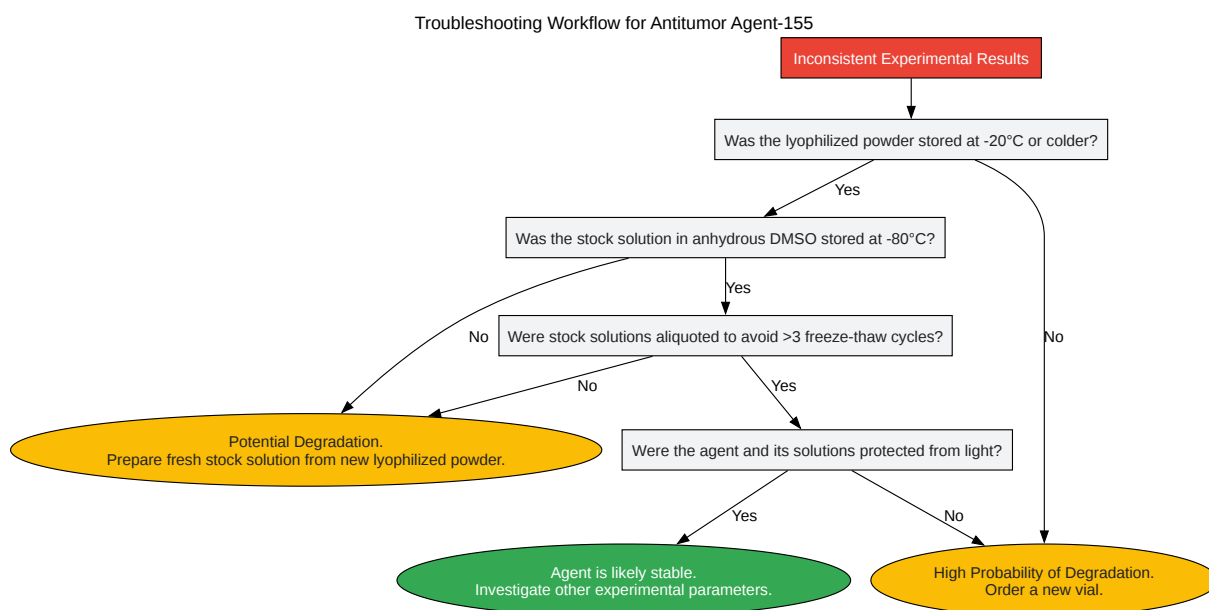 Troubleshooting Workflow for Antitumor Agent-155
Inconsistent Experimental Results
Was the lyophilized powder stored at -20°C or colder?
Yes
Was the stock solution in anhydrous DMSO stored at -80°C?
Yes
No
Were stock solutions aliquoted to avoid >3 freeze-thaw cycles?
No
No
Yes
Potential Degradation.
Prepare fresh stock solution from new lyophilized powder.
Were the agent and its solutions protected from light?
Yes
No
Agent is likely stable.
Investigate other experimental parameters.
High Probability of Degradation.
Order a new vial.